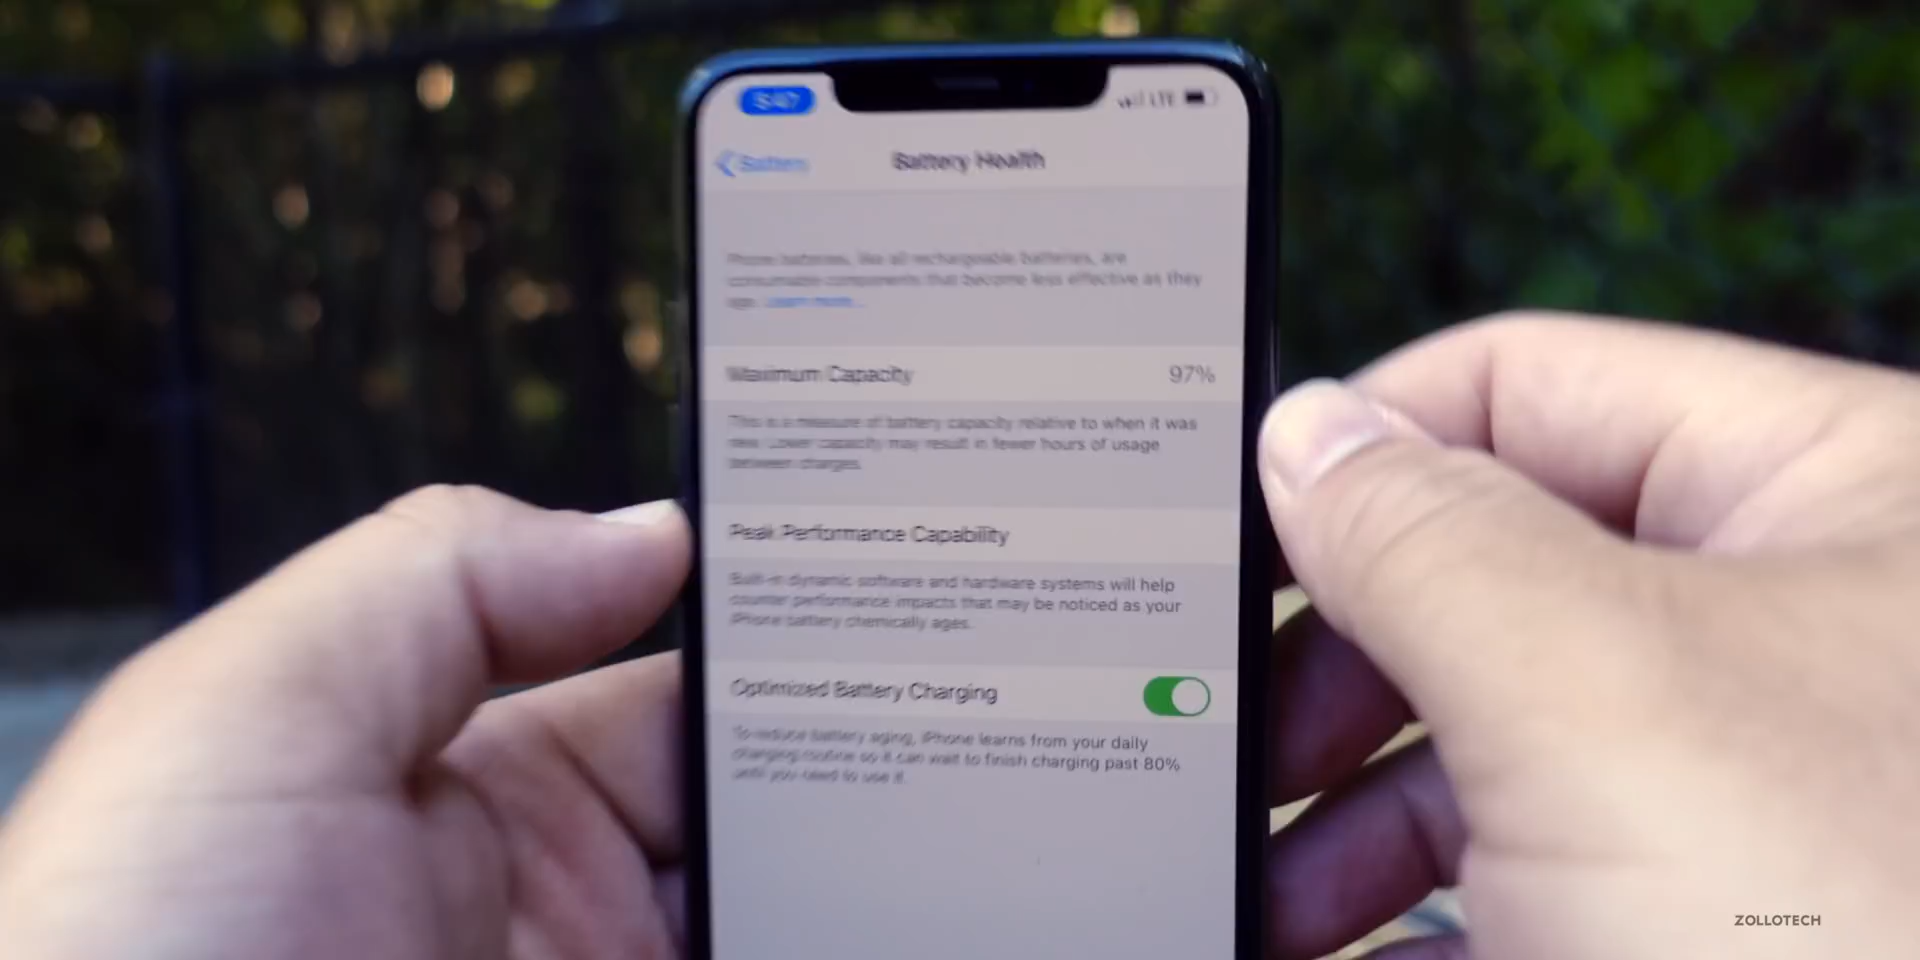 5:47
LTE
Battery
Battery Health
Phone batteries, like all rechargeable batteries, are
consumable components that become less effective as they
age. Learn more...
Maximum Capacity 97%
This is a measure of battery capacity relative to when it was
new. Lower capacity may result in fewer hours of usage
between charges.
Peak Performance Capability
Built-in dynamic software and hardware systems will help
counter performance impacts that may be noticed as your
iPhone battery chemically ages.
Optimized Battery Charging
To reduce battery aging, iPhone learns from your daily
charging routine so it can wait to finish charging past 80%
until you need to use it.
ZOLLOTECH